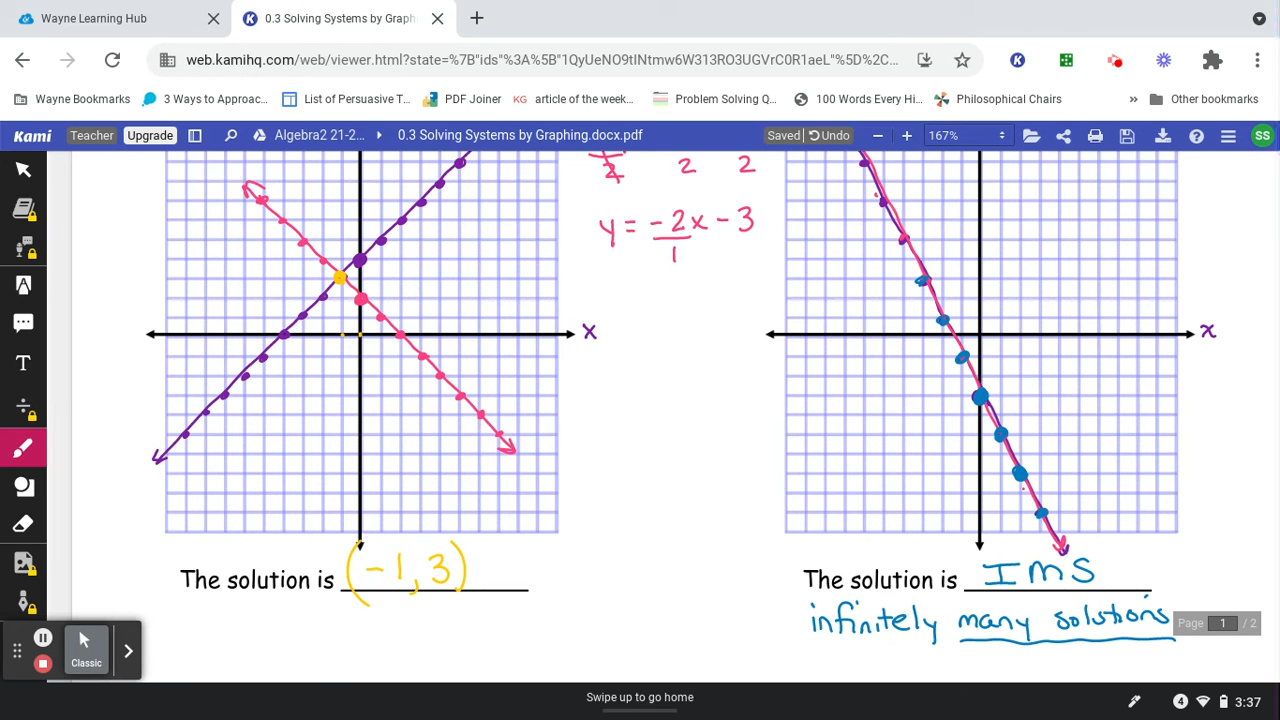 Wayne Learning Hub
0.3 Solving Systems by Graphi
web.kamihq.com/web/viewer.html?state=%7B"ids"%3A%5B"1QyUeNO9tINtmw6W313RO3UGVrC0R1aeL"%5D%2C...
Wayne Bookmarks
3 Ways to Approac...
List of Persuasive T...
PDF Joiner
KG article of the week...
Problem Solving Q...
100 Words Every Hi...
Philosophical Chairs
»
Other bookmarks
Kami Teacher Upgrade
Algebra2 21-2...
0.3 Solving Systems by Graphing.docx.pdf
Saved Undo
167%
SS
2 2 2
y = -2x - 3
1
x
x
The solution is (-1, 3)
The solution is IMS
infinitely many solutions
Page 1 / 2
Classic
Swipe up to go home
4
3:37